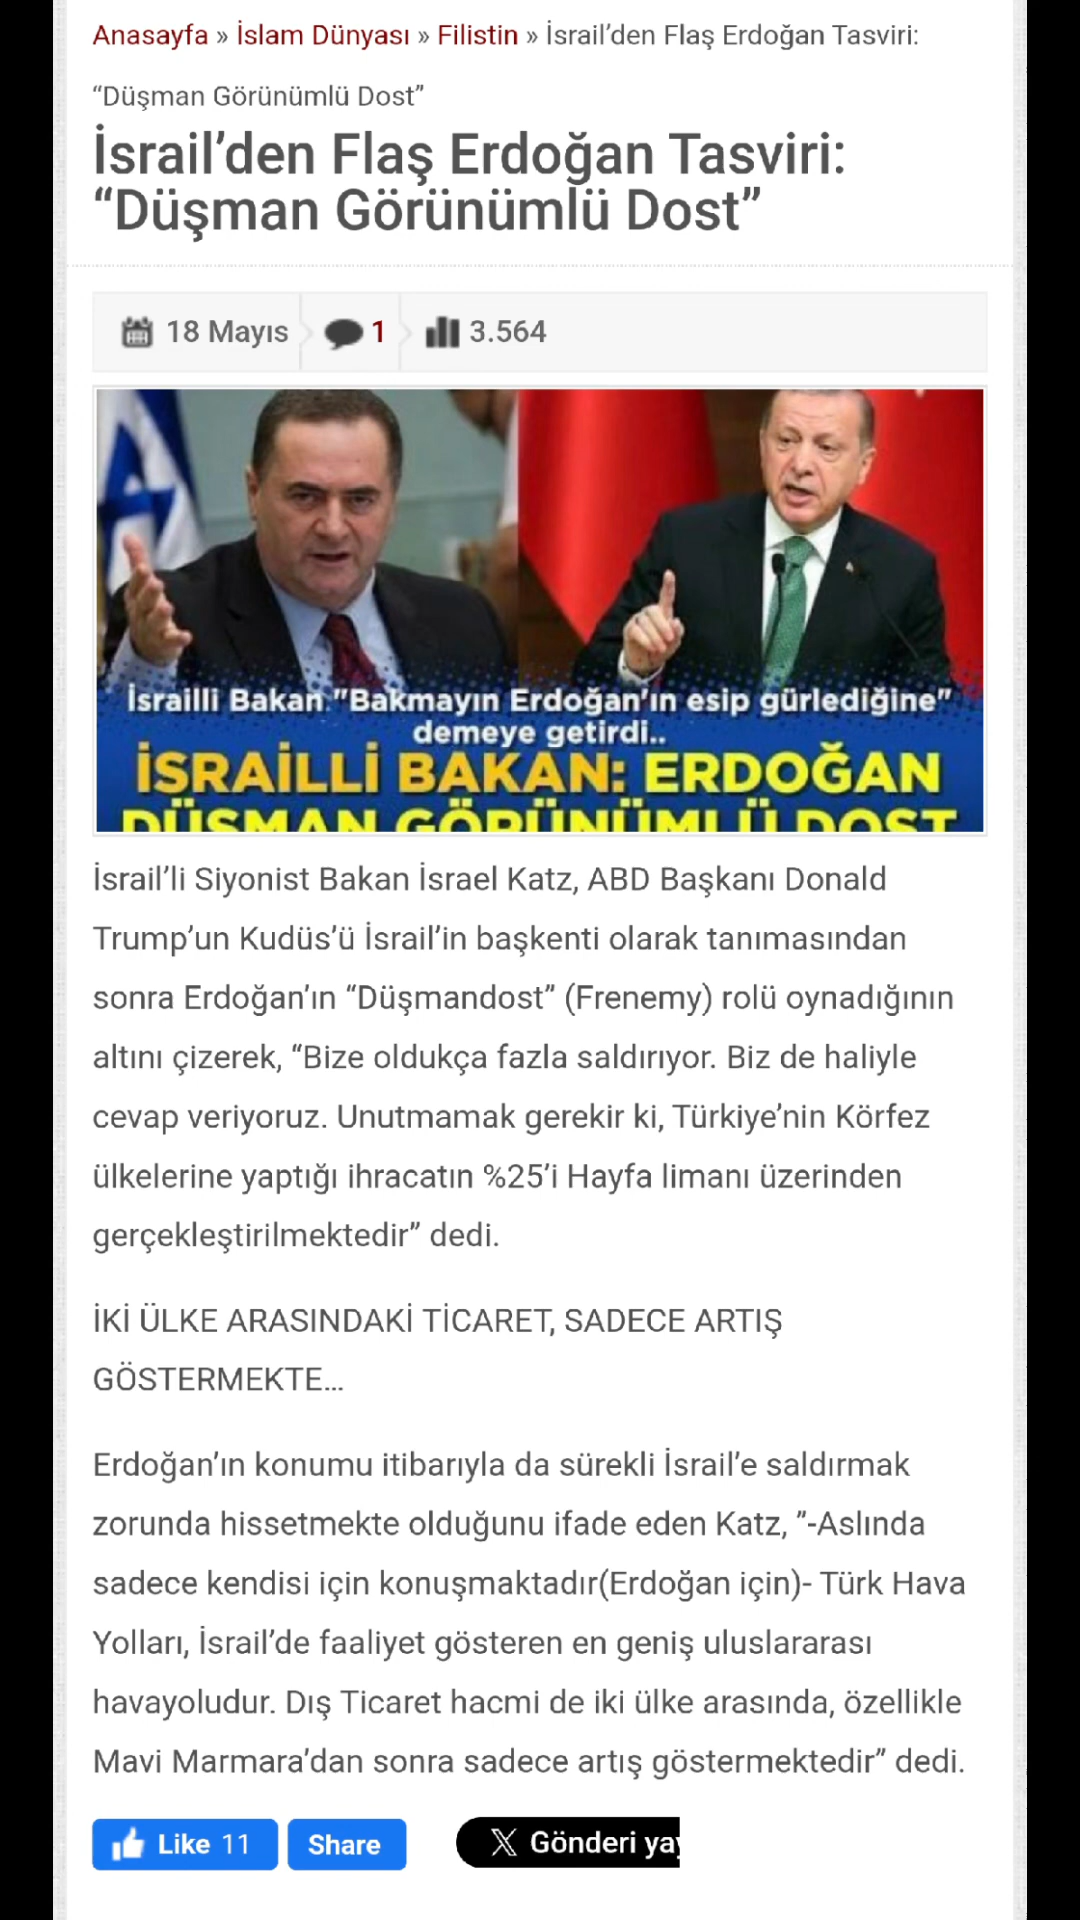 Anasayfa » İslam Dünyası » Filistin » İsrail’den Flaş Erdoğan Tasviri:
“Düşman Görünümlü Dost”
İsrail’den Flaş Erdoğan Tasviri:
“Düşman Görünümlü Dost”
18 Mayıs 1 3.564
İsrailli Bakan "Bakmayın Erdoğan'ın esip gürlediğine"
demeye getirdi..
İSRAİLLİ BAKAN: ERDOĞAN
DÜŞMAN GÖRÜNÜMLÜ DOST
İsrail’li Siyonist Bakan İsrael Katz, ABD Başkanı Donald
Trump’un Kudüs’ü İsrail’in başkenti olarak tanımasından
sonra Erdoğan’ın “Düşmandost” (Frenemy) rolü oynadığının
altını çizerek, “Bize oldukça fazla saldırıyor. Biz de haliyle
cevap veriyoruz. Unutmamak gerekir ki, Türkiye’nin Körfez
ülkelerine yaptığı ihracatın %25’i Hayfa limanı üzerinden
gerçekleştirilmektedir” dedi.
İKİ ÜLKE ARASINDAKİ TİCARET, SADECE ARTIŞ
GÖSTERMEKTE…
Erdoğan’ın konumu itibarıyla da sürekli İsrail’e saldırmak
zorunda hissetmekte olduğunu ifade eden Katz, ”-Aslında
sadece kendisi için konuşmaktadır(Erdoğan için)- Türk Hava
Yolları, İsrail’de faaliyet gösteren en geniş uluslararası
havayoludur. Dış Ticaret hacmi de iki ülke arasında, özellikle
Mavi Marmara’dan sonra sadece artış göstermektedir” dedi.
Like 11 Share Gönderi yay